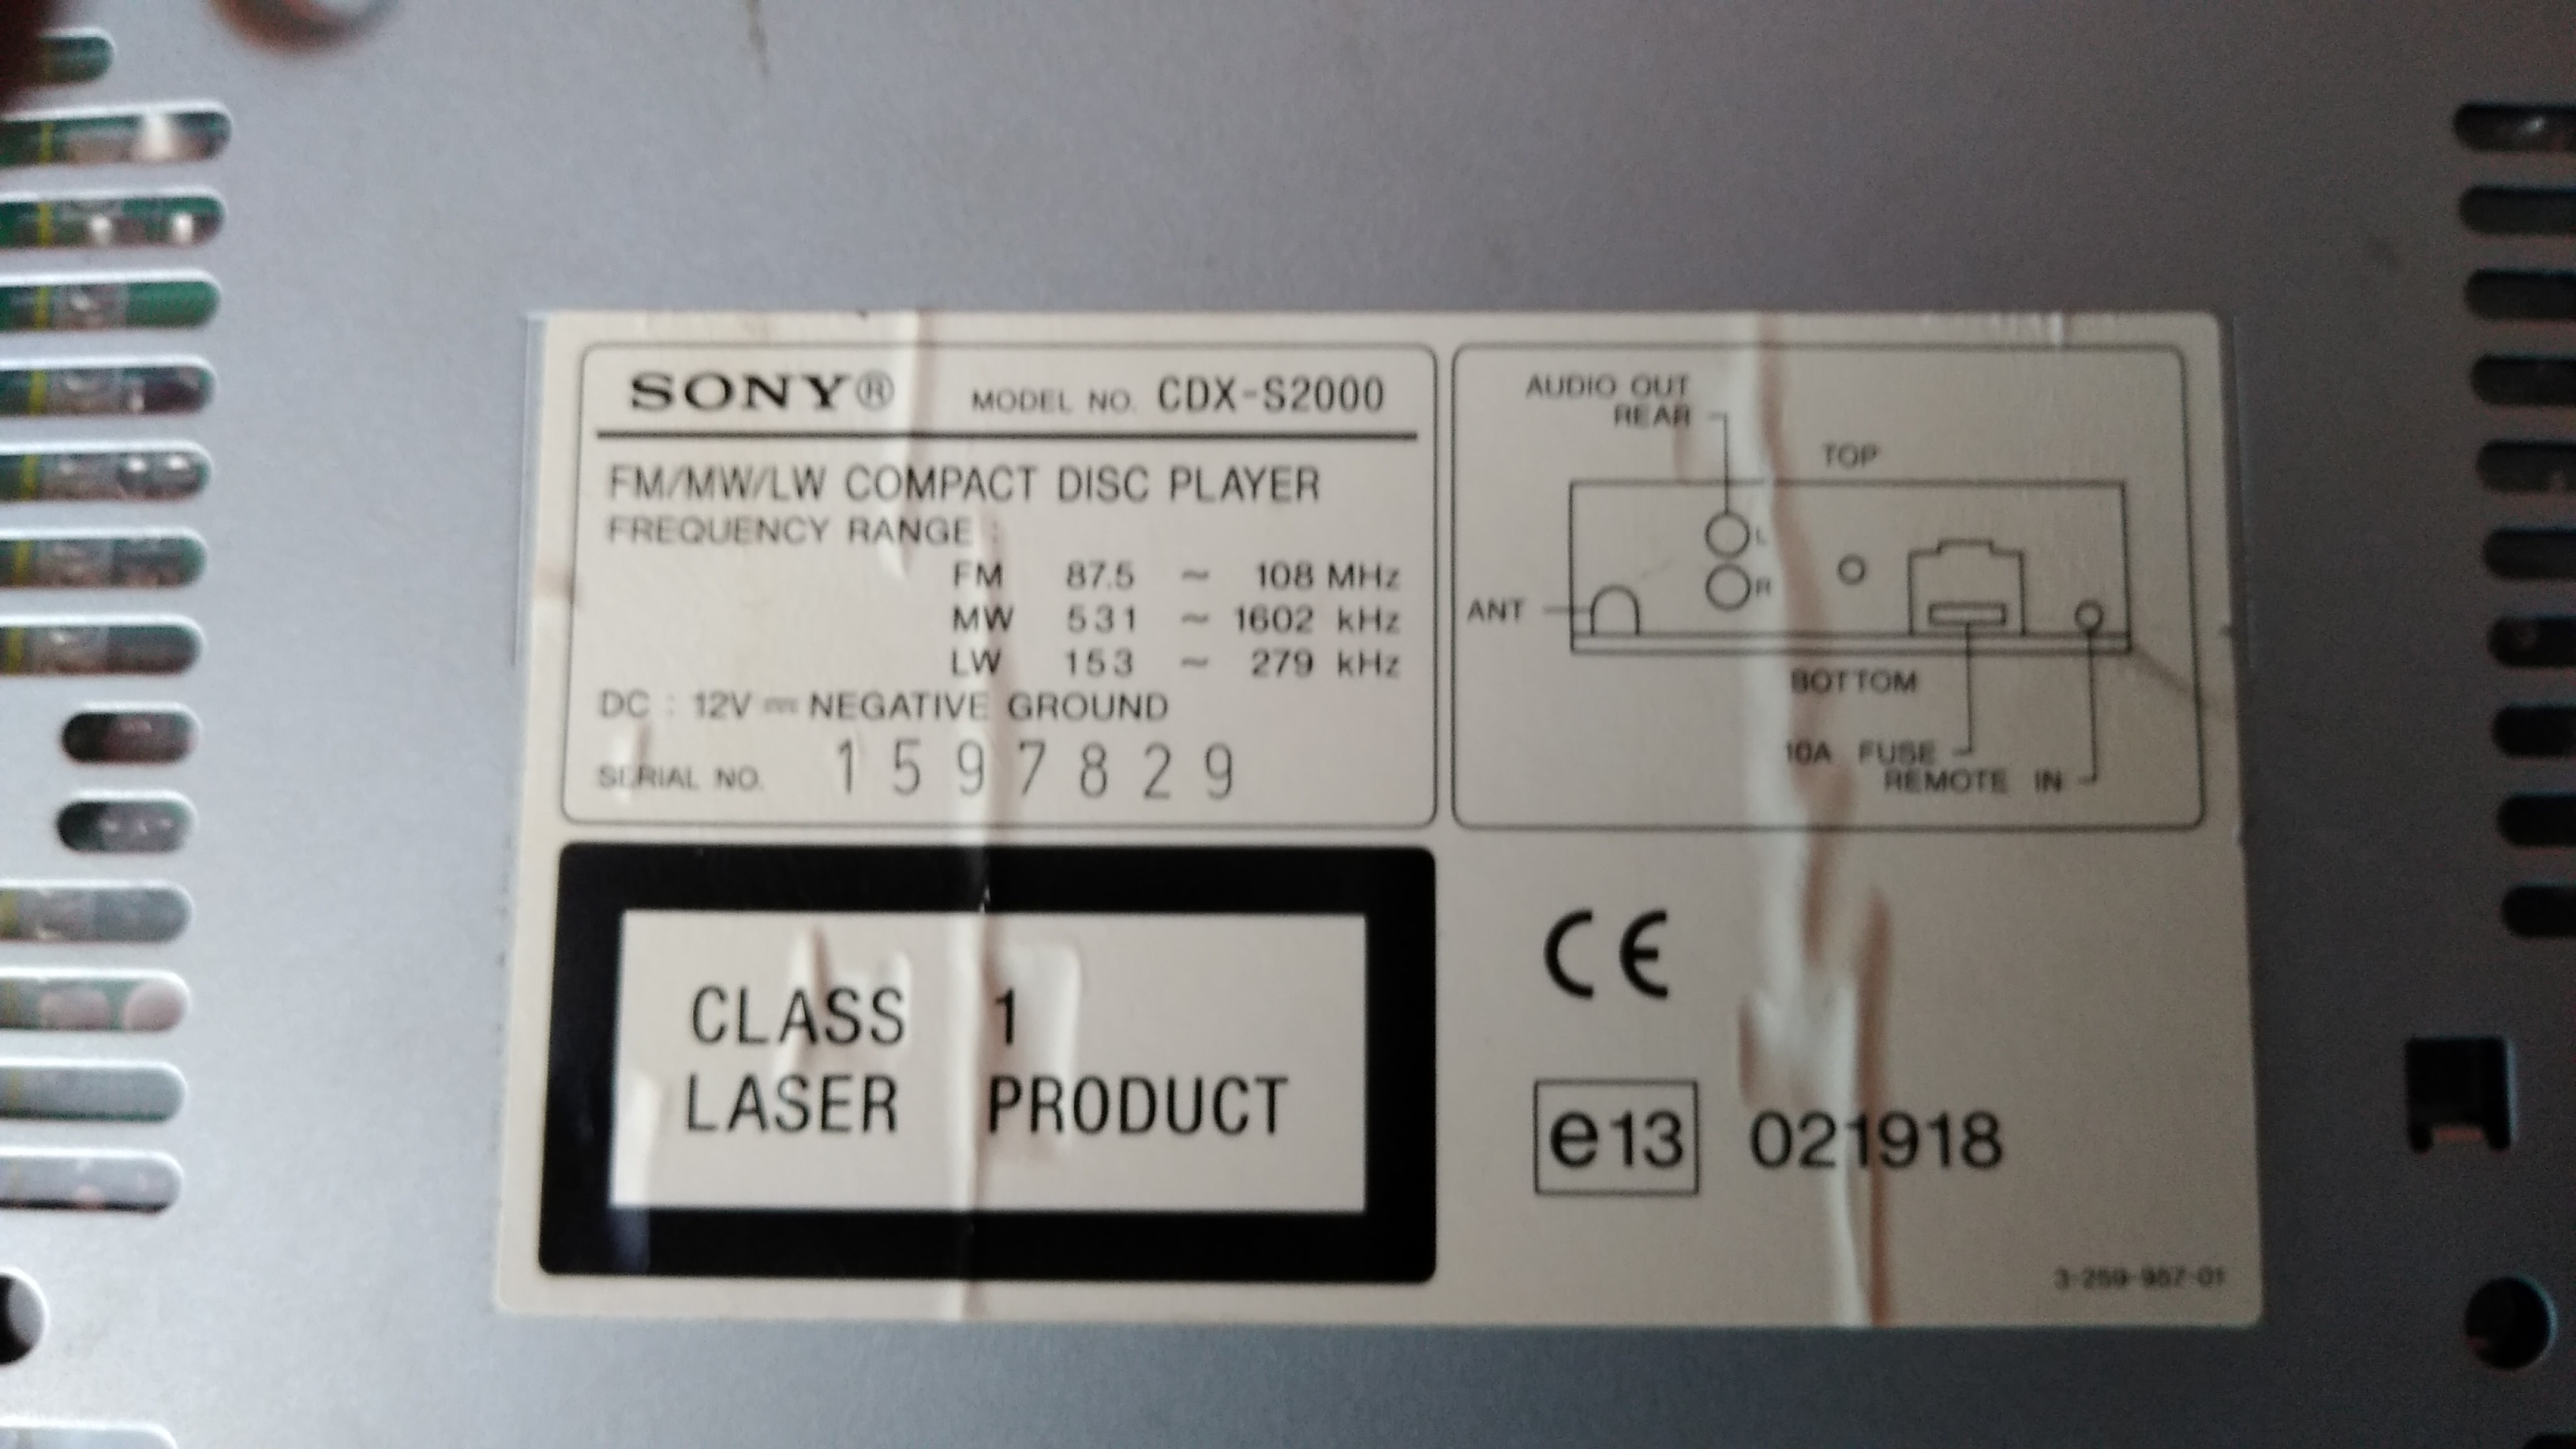 SONY® MODEL NO. CDX-S2000
FM/MW/LW COMPACT DISC PLAYER
FREQUENCY RANGE :
FM 87.5 ~ 108 MHz
MW 531 ~ 1602 kHz
LW 153 ~ 279 kHz
DC : 12V ⎓ NEGATIVE GROUND
SERIAL NO. 1597829
AUDIO OUT
REAR
TOP
L
R
ANT
BOTTOM
10A FUSE
REMOTE IN
CLASS 1
LASER PRODUCT
CE
e13 021918
3-259-957-01